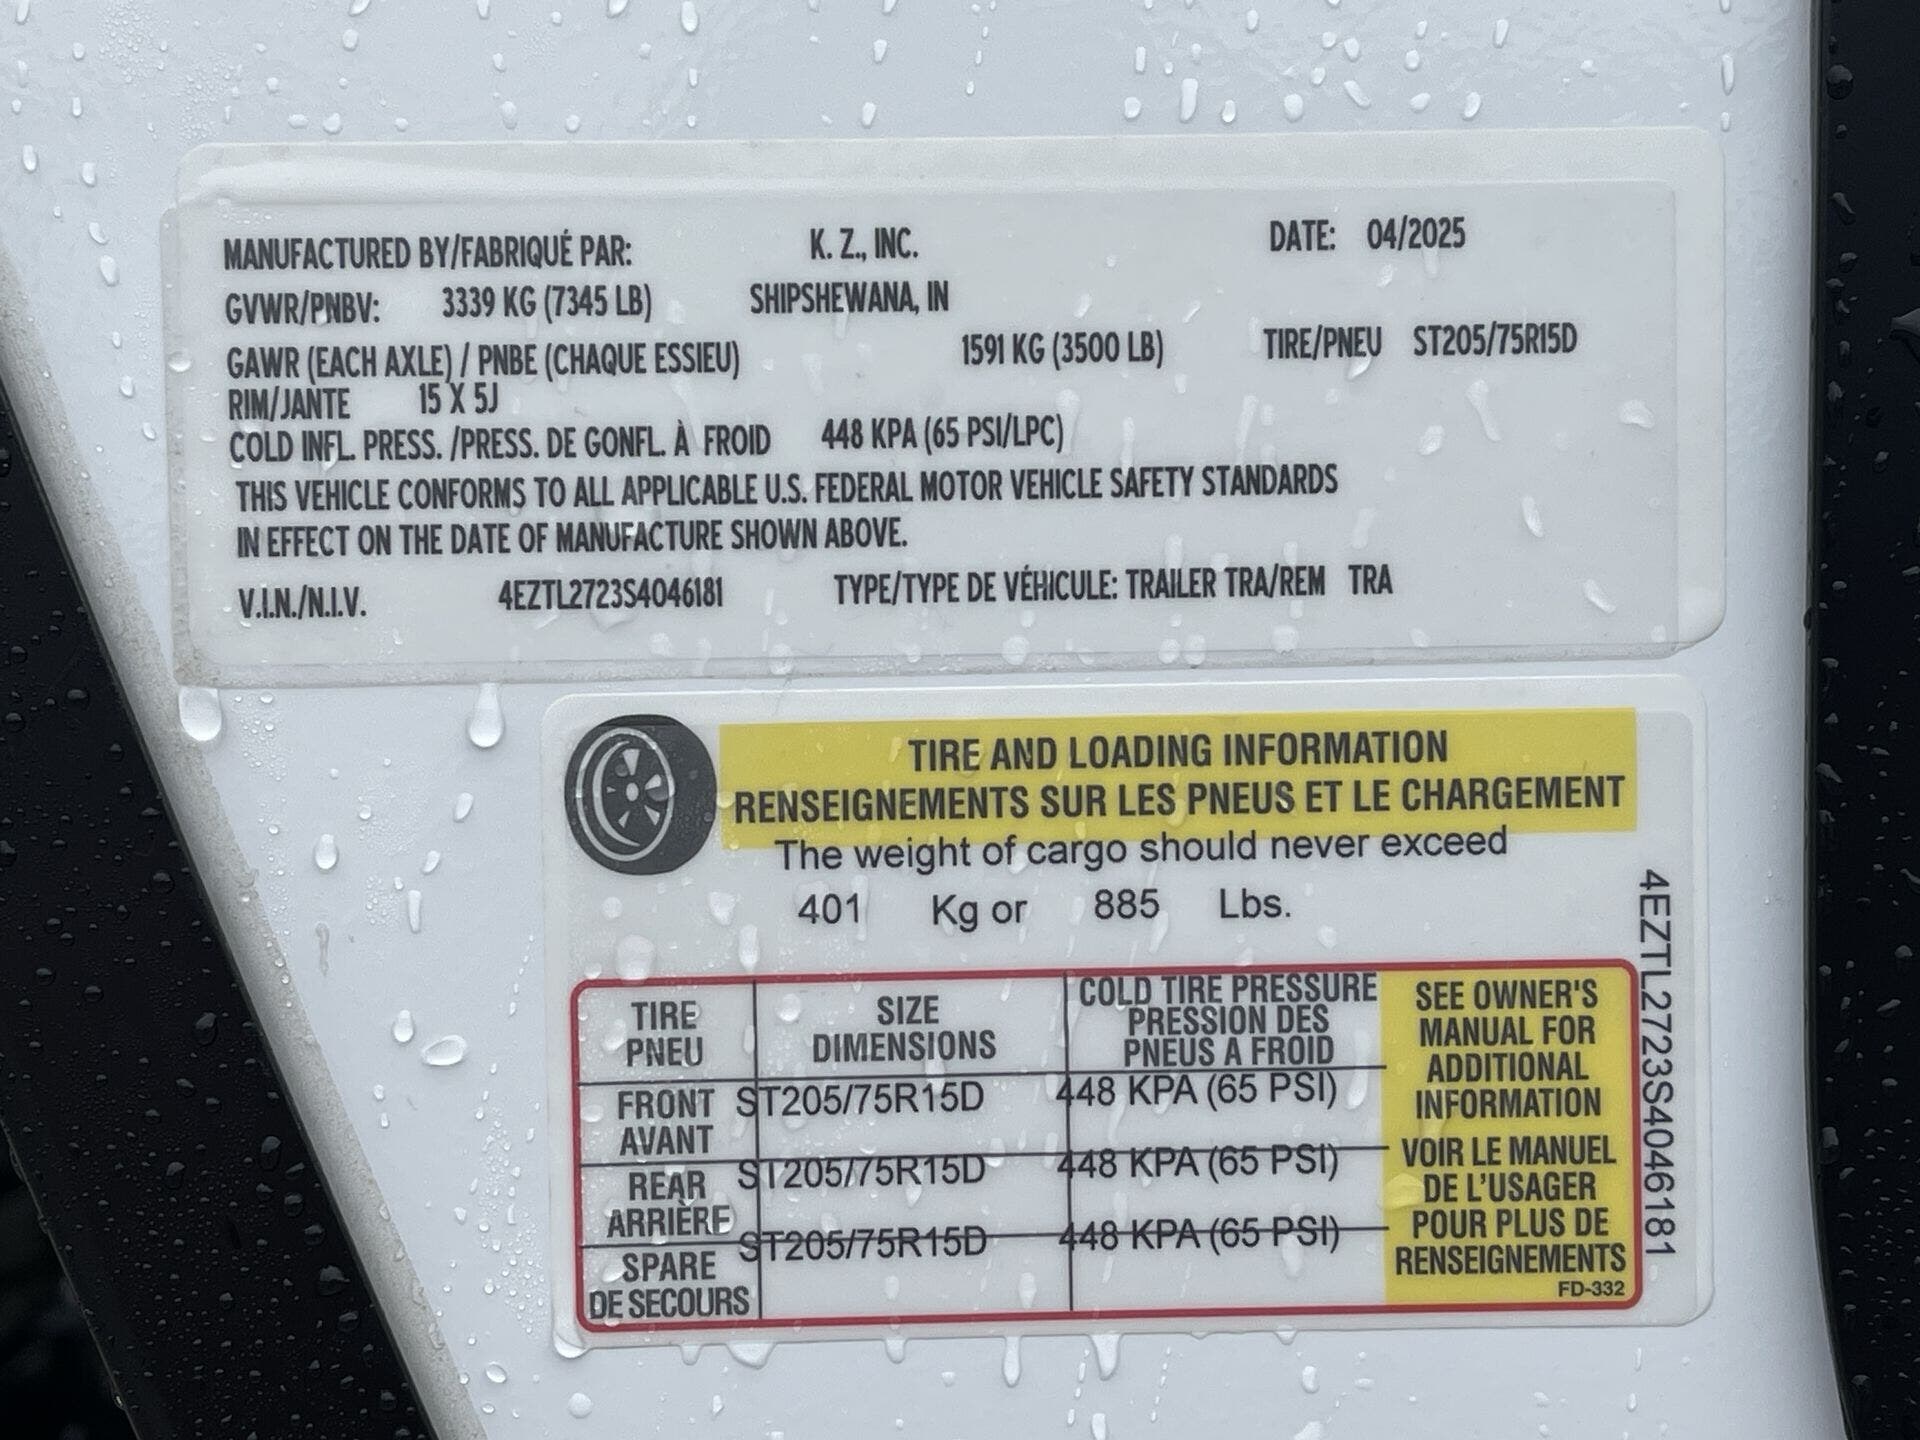 MANUFACTURED BY/FABRIQUÉ PAR: K. Z., INC. DATE: 04/2025
GVWR/PNBV: 3339 KG (7345 LB) SHIPSHEWANA, IN
GAWR (EACH AXLE) / PNBE (CHAQUE ESSIEU) 1591 KG (3500 LB) TIRE/PNEU ST205/75R15D
RIM/JANTE 15 X 5J
COLD INFL. PRESS. /PRESS. DE GONFL. À FROID 448 KPA (65 PSI/LPC)
THIS VEHICLE CONFORMS TO ALL APPLICABLE U.S. FEDERAL MOTOR VEHICLE SAFETY STANDARDS
IN EFFECT ON THE DATE OF MANUFACTURE SHOWN ABOVE.
V.I.N./N.I.V. 4EZTL2723S4046181 TYPE/TYPE DE VÉHICULE: TRAILER TRA/REM TRA
TIRE AND LOADING INFORMATION
RENSEIGNEMENTS SUR LES PNEUS ET LE CHARGEMENT
The weight of cargo should never exceed
401 Kg or 885 Lbs.
TIRE
PNEU
SIZE
DIMENSIONS
COLD TIRE PRESSURE
PRESSION DES
PNEUS A FROID
FRONT
AVANT
ST205/75R15D
448 KPA (65 PSI)
REAR
ARRIÈRE
ST205/75R15D
448 KPA (65 PSI)
SPARE
DE SECOURS
ST205/75R15D
448 KPA (65 PSI)
SEE OWNER'S
MANUAL FOR
ADDITIONAL
INFORMATION
VOIR LE MANUEL
DE L'USAGER
POUR PLUS DE
RENSEIGNEMENTS
FD-332
4EZTL2723S4046181